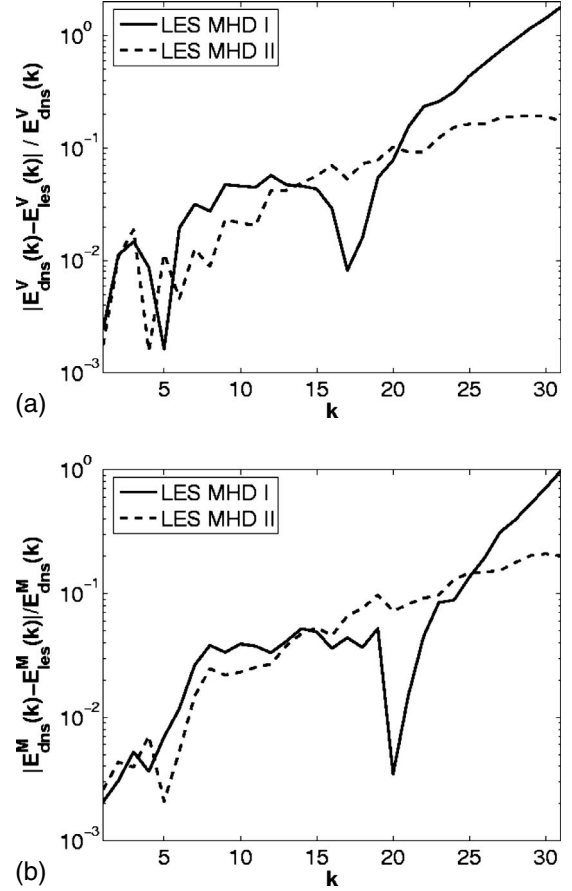 LES MHD I
LES MHD II
10^0
10^-1
10^-2
10^-3
|E^V_dns(k)−E^V_les(k)| / E^V_dns(k)
5
10
15
20
25
30
k
(a)
LES MHD I
LES MHD II
10^0
10^-1
10^-2
10^-3
|E^M_dns(k)−E^M_les(k)|/E^M_dns(k)
5
10
15
20
25
30
k
(b)